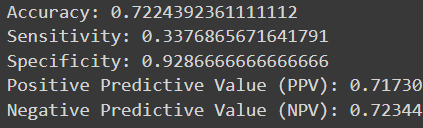 Accuracy: 0.7224392361111112
Sensitivity: 0.3376865671641791
Specificity: 0.9286666666666666
Positive Predictive Value (PPV): 0.71730
Negative Predictive Value (NPV): 0.72344